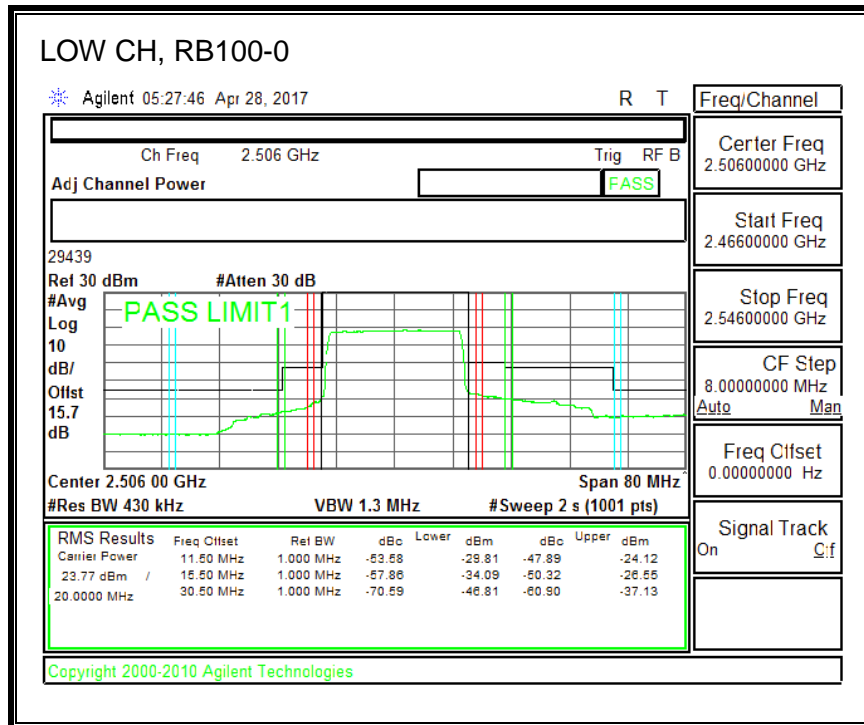 LOW CH, RB100-0
Agilent 05:27:46 Apr 28, 2017 R T
Freq/Channel
Ch Freq 2.506 GHz Trig RF B
Adj Channel Power PASS
Center Freq
2.50600000 GHz
Start Freq
2.46600000 GHz
Stop Freq
2.54600000 GHz
CF Step
8.00000000 MHz
Auto Man
Freq Offset
0.00000000 Hz
Signal Track
On Off
29439
Ref 30 dBm #Atten 30 dB
#Avg
Log
10
dB/
Offst
15.7
dB
PASS LIMIT1
Center 2.506 00 GHz Span 80 MHz
#Res BW 430 kHz VBW 1.3 MHz #Sweep 2 s (1001 pts)
RMS Results Freq Offset Ref BW dBc Lower dBm dBc Upper dBm
Carrier Power 11.50 MHz 1.000 MHz -53.58 -29.81 -47.89 -24.12
23.77 dBm / 15.50 MHz 1.000 MHz -57.86 -34.09 -50.32 -26.55
20.0000 MHz 30.50 MHz 1.000 MHz -70.59 -46.81 -60.90 -37.13
Copyright 2000-2010 Agilent Technologies